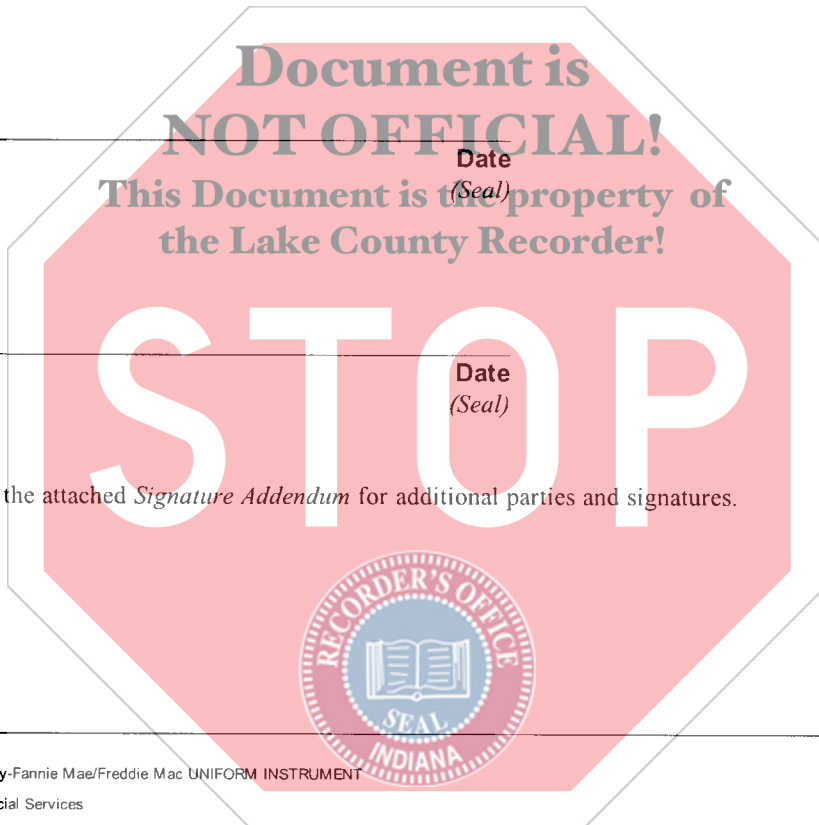 Document is
NOT OFFICIAL!
Date
(Seal)
This Document is the property of
the Lake County Recorder!
STOP
Date
(Seal)
the attached Signature Addendum for additional parties and signatures.
RECORDER'S OFFICE
SEAL
INDIANA
y-Fannie Mae/Freddie Mac UNIFORM INSTRUMENT
cial Services